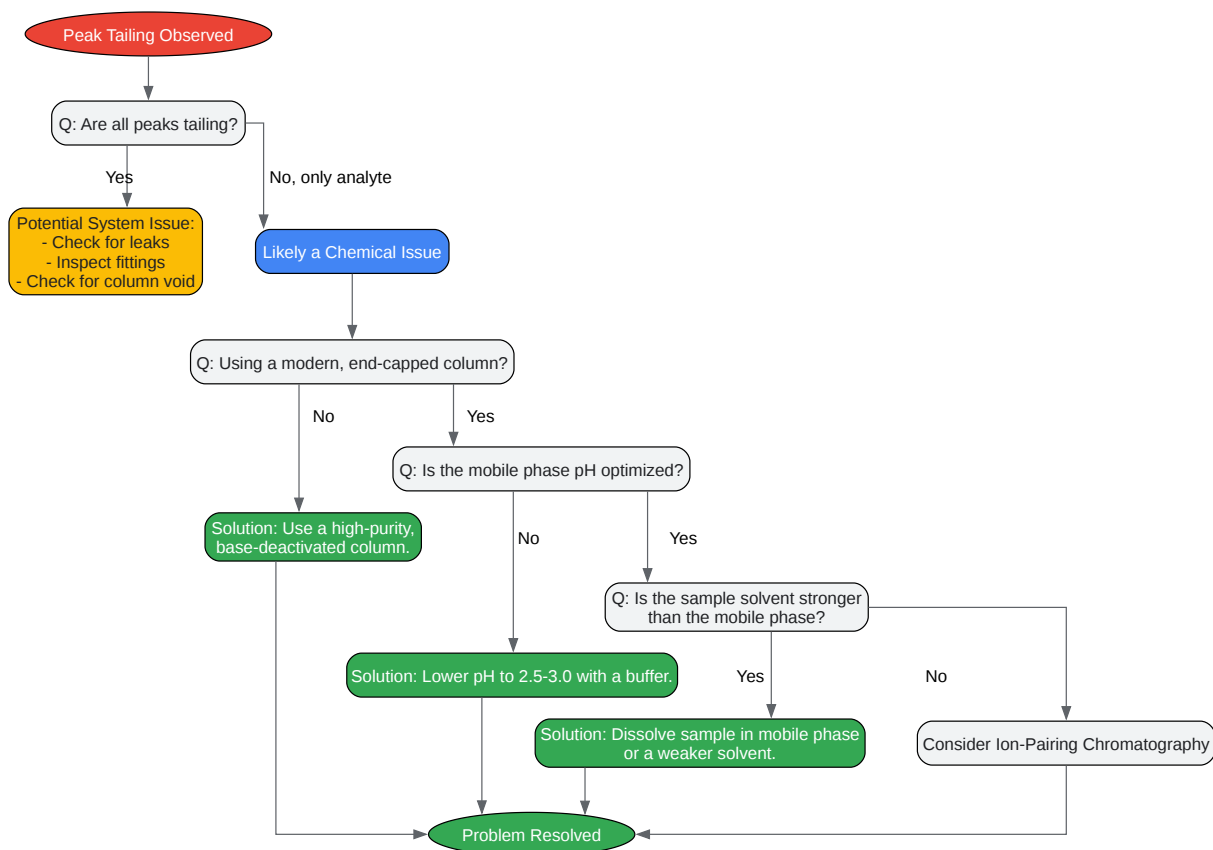 Peak Tailing Observed
Q: Are all peaks tailing?
Yes
No, only analyte
Potential System Issue:
- Check for leaks
- Inspect fittings
- Check for column void
Likely a Chemical Issue
Q: Using a modern, end-capped column?
No
Yes
Q: Is the mobile phase pH optimized?
Solution: Use a high-purity,
base-deactivated column.
No
Yes
Q: Is the sample solvent stronger
than the mobile phase?
Solution: Lower pH to 2.5-3.0 with a buffer.
Yes
No
Solution: Dissolve sample in mobile phase
or a weaker solvent.
Consider Ion-Pairing Chromatography
Problem Resolved